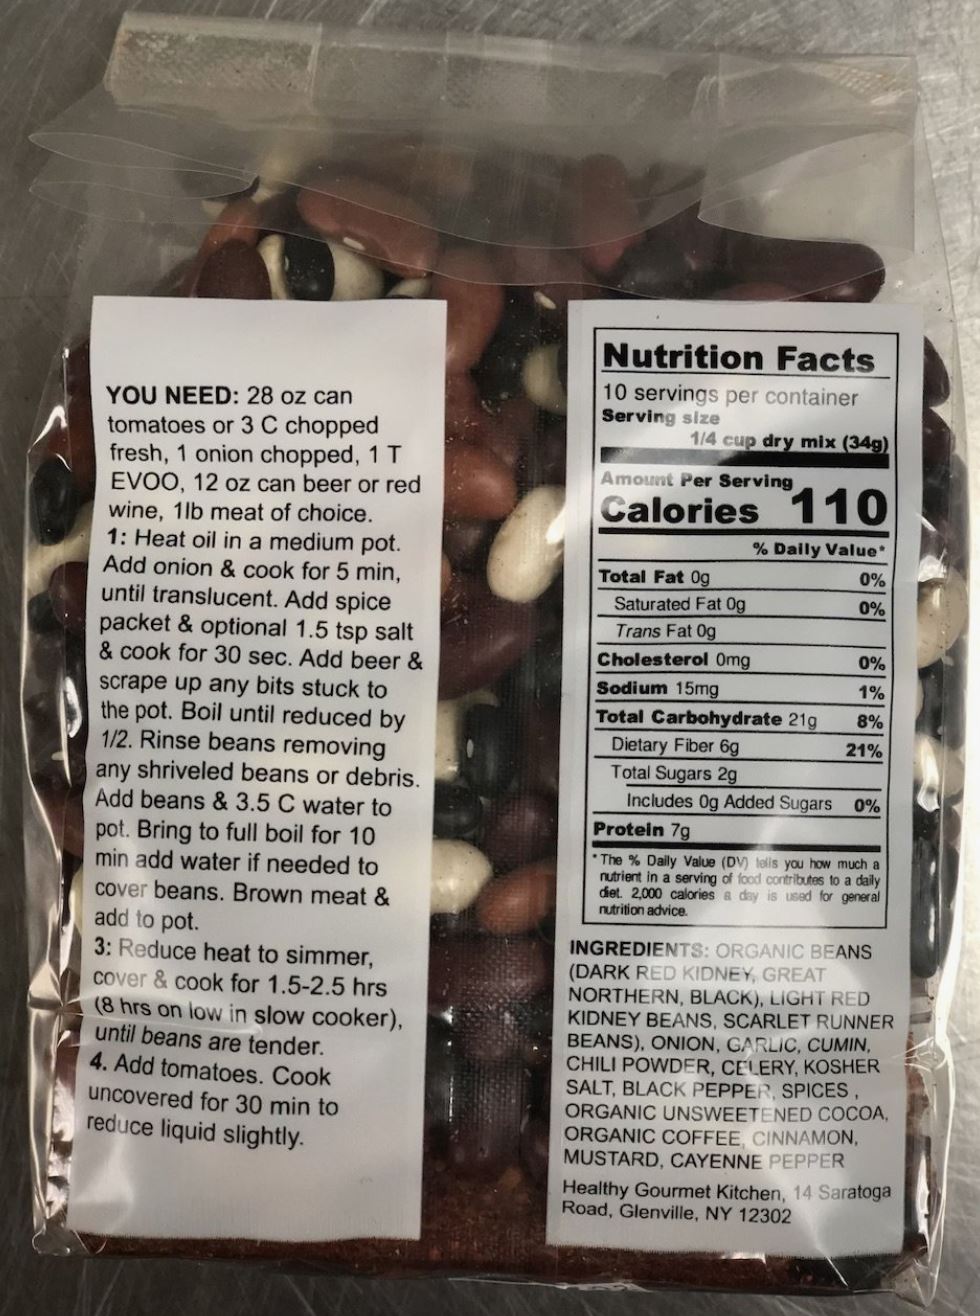 YOU NEED: 28 oz can
tomatoes or 3 C chopped
fresh, 1 onion chopped, 1 T
EVOO, 12 oz can beer or red
wine, 1lb meat of choice.
1: Heat oil in a medium pot.
Add onion & cook for 5 min,
until translucent. Add spice
packet & optional 1.5 tsp salt
& cook for 30 sec. Add beer &
scrape up any bits stuck to
the pot. Boil until reduced by
1/2. Rinse beans removing
any shriveled beans or debris.
Add beans & 3.5 C water to
pot. Bring to full boil for 10
min add water if needed to
cover beans. Brown meat &
add to pot.
3: Reduce heat to simmer,
cover & cook for 1.5-2.5 hrs
(8 hrs on low in slow cooker),
until beans are tender.
4. Add tomatoes. Cook
uncovered for 30 min to
reduce liquid slightly.
Nutrition Facts
10 servings per container
Serving size
1/4 cup dry mix (34g)
Amount Per Serving
Calories 110
% Daily Value*
Total Fat 0g 0%
Saturated Fat 0g 0%
Trans Fat 0g
Cholesterol 0mg 0%
Sodium 15mg 1%
Total Carbohydrate 21g 8%
Dietary Fiber 6g 21%
Total Sugars 2g
Includes 0g Added Sugars 0%
Protein 7g
*The % Daily Value (DV) tells you how much a
nutrient in a serving of food contributes to a daily
diet. 2,000 calories a day is used for general
nutrition advice.
INGREDIENTS: ORGANIC BEANS
(DARK RED KIDNEY, GREAT
NORTHERN, BLACK), LIGHT RED
KIDNEY BEANS, SCARLET RUNNER
BEANS), ONION, GARLIC, CUMIN,
CHILI POWDER, CELERY, KOSHER
SALT, BLACK PEPPER, SPICES ,
ORGANIC UNSWEETENED COCOA,
ORGANIC COFFEE, CINNAMON,
MUSTARD, CAYENNE PEPPER
Healthy Gourmet Kitchen, 14 Saratoga
Road, Glenville, NY 12302